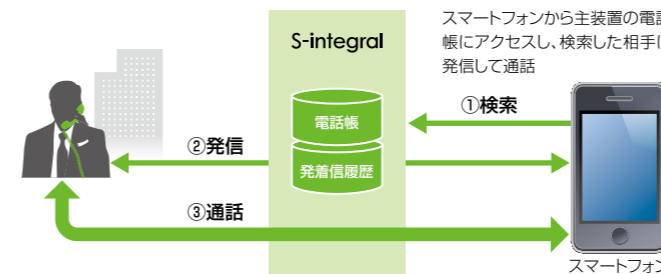 スマートフォンから主装置の電話
帳にアクセスし、検索した相手に
発信して通話
S-integral
①検索
電話帳
②発信
発着信履歴
③通話
スマートフォン